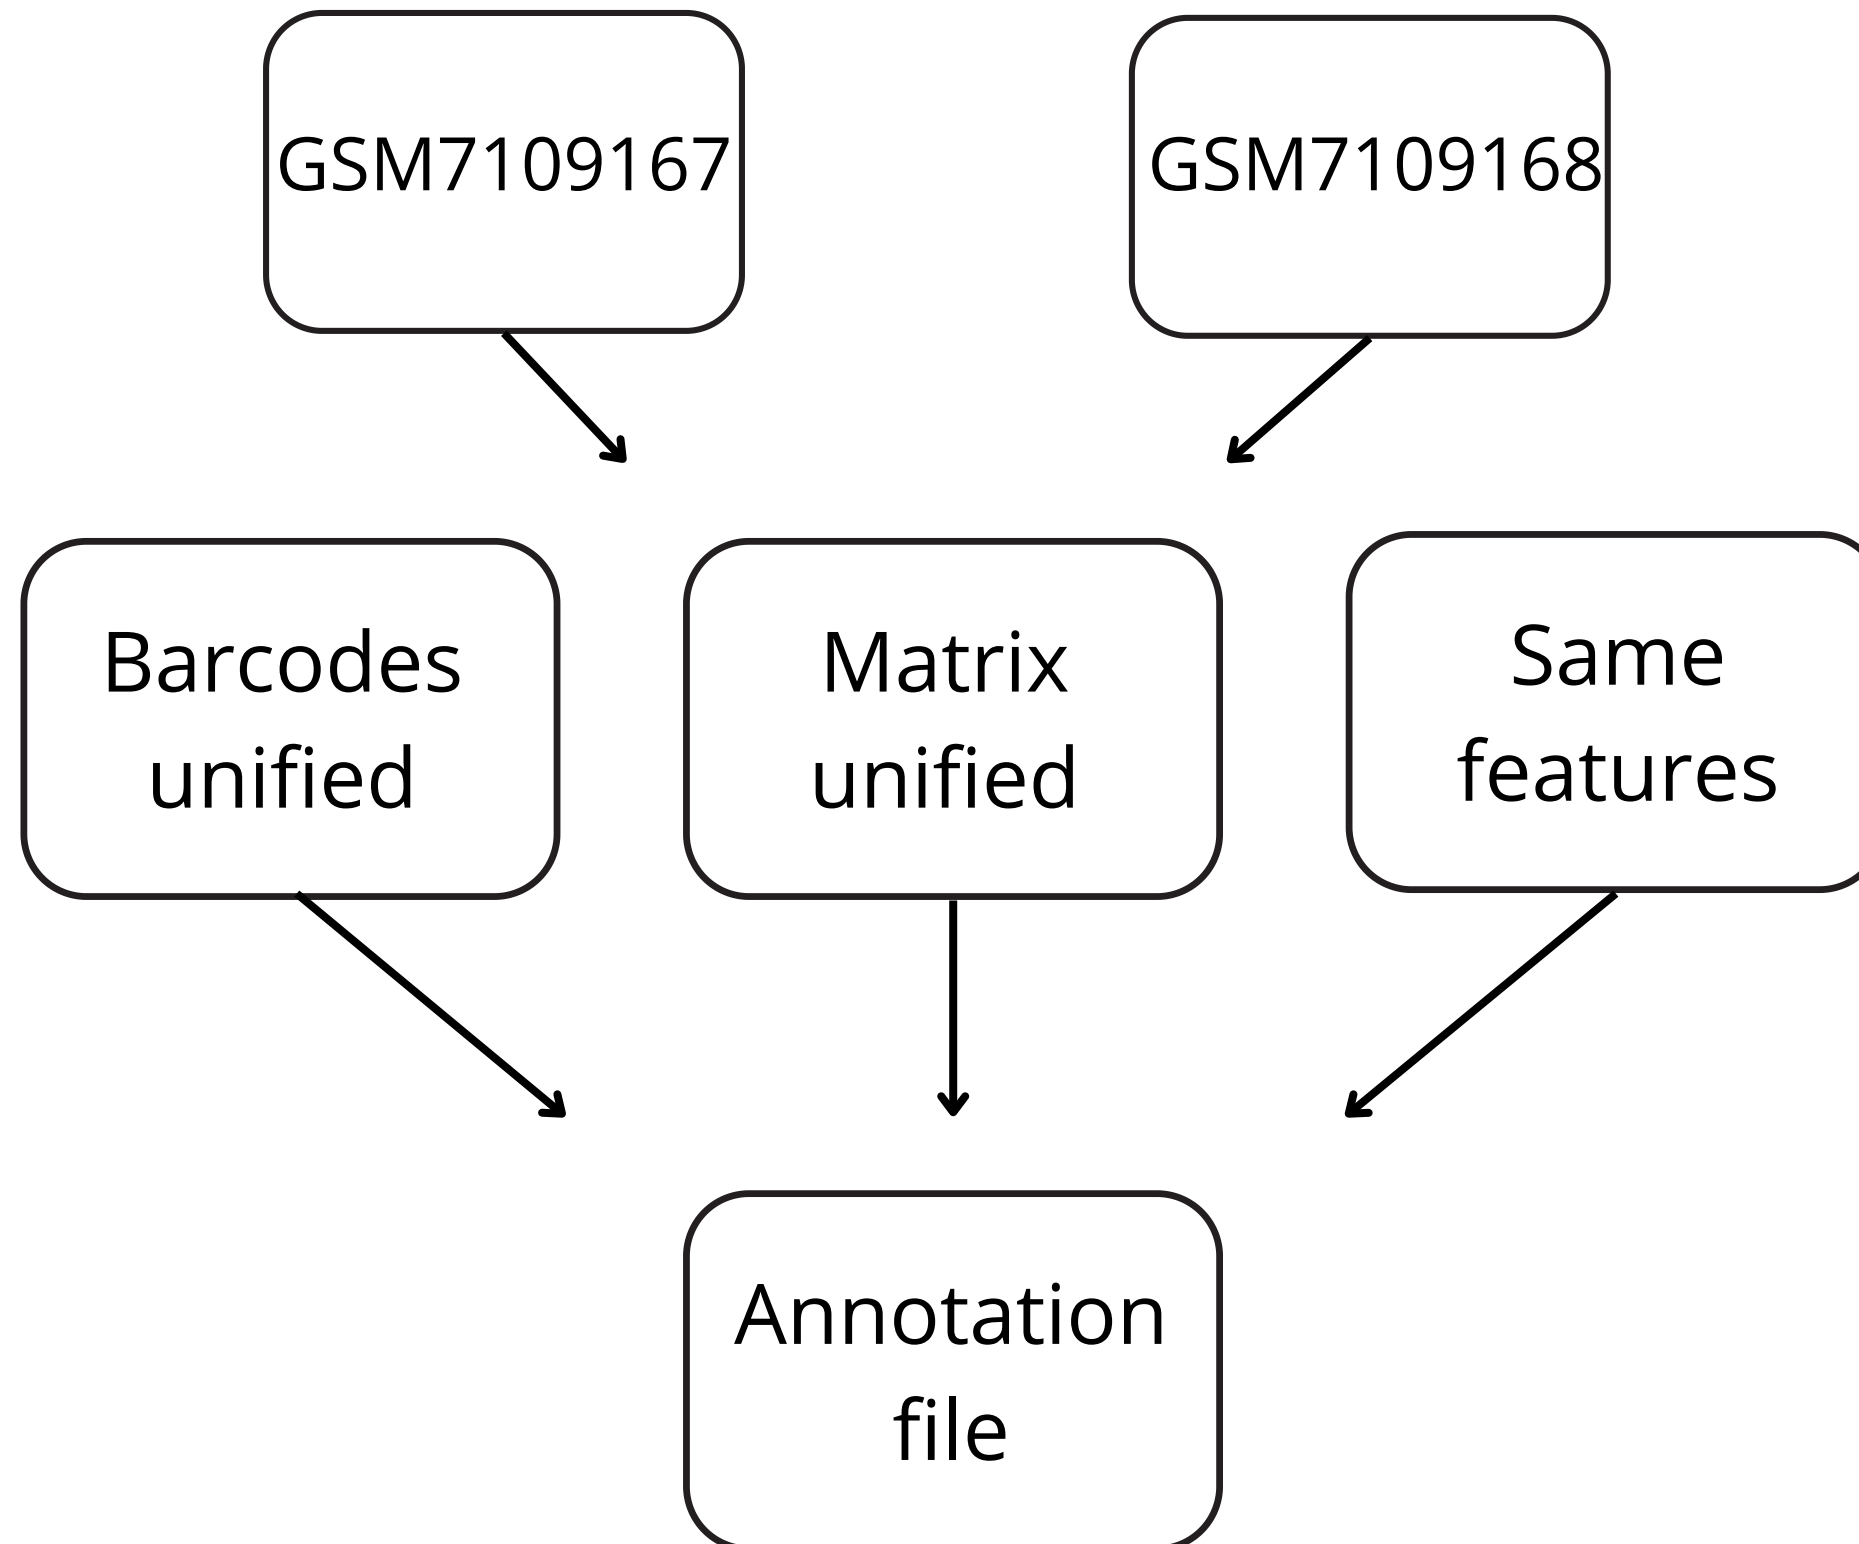 GSM7109167
GSM7109168
Barcodes
unified
Matrix
unified
Same
features
Annotation
file